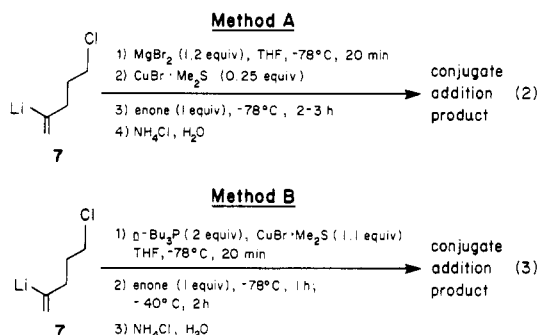 Method A
Cl
Li
7
1) MgBr2 (1.2 equiv), THF, -78°C, 20 min
2) CuBr · Me2S (0.25 equiv)
3) enone (1 equiv), -78°C, 2-3 h
4) NH4Cl, H2O
conjugate
addition (2)
product
Method B
Cl
Li
7
1) n-Bu3P (2 equiv), CuBr·Me2S (1.1 equiv)
THF, -78°C, 20 min
2) enone (1 equiv), -78°C, 1h;
-40°C, 2h
3) NH4Cl, H2O
conjugate
addition (3)
product